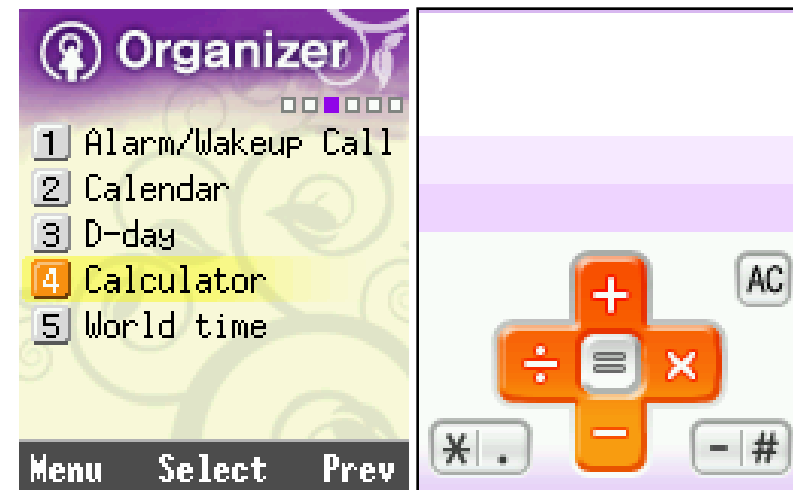 Organizer
1 Alarm/Wakeup Call
2 Calendar
3 D-day
4 Calculator
5 World time
Menu Select Prev
AC
+
÷ = ×
-
* .
- #